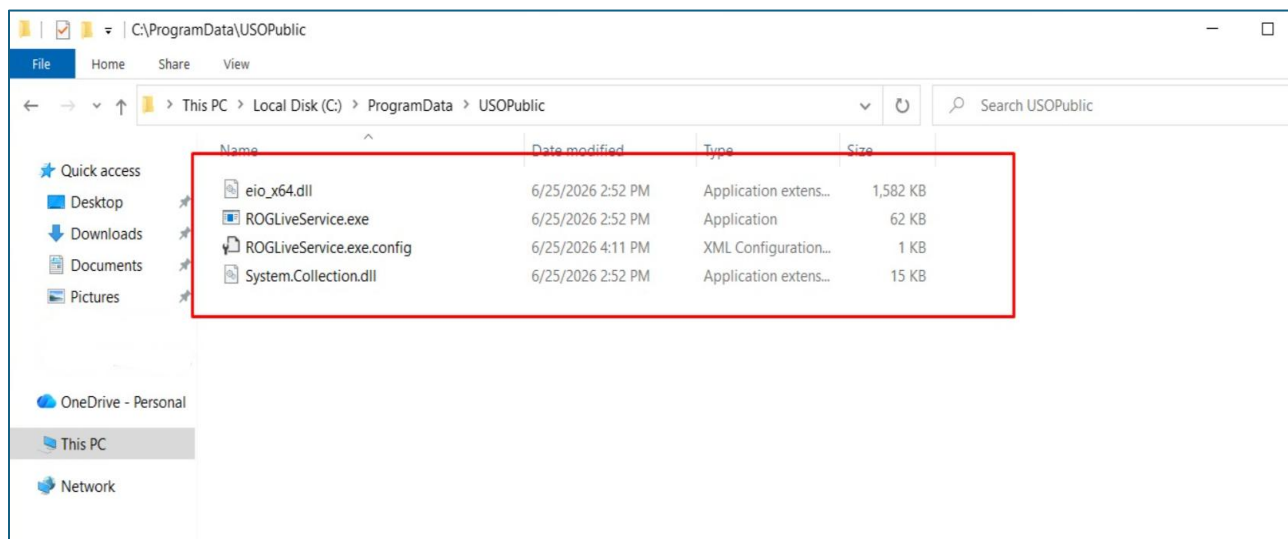 C:\ProgramData\USOPublic
File Home Share View
This PC > Local Disk (C:) > ProgramData > USOPublic
Search USOPublic
Name Date modified Type Size
Quick access
Desktop
Downloads
Documents
Pictures
OneDrive - Personal
This PC
Network
eio_x64.dll 6/25/2026 2:52 PM Application extens... 1,582 KB
ROGLiveService.exe 6/25/2026 2:52 PM Application 62 KB
ROGLiveService.exe.config 6/25/2026 4:11 PM XML Configuration... 1 KB
System.Collection.dll 6/25/2026 2:52 PM Application extens... 15 KB